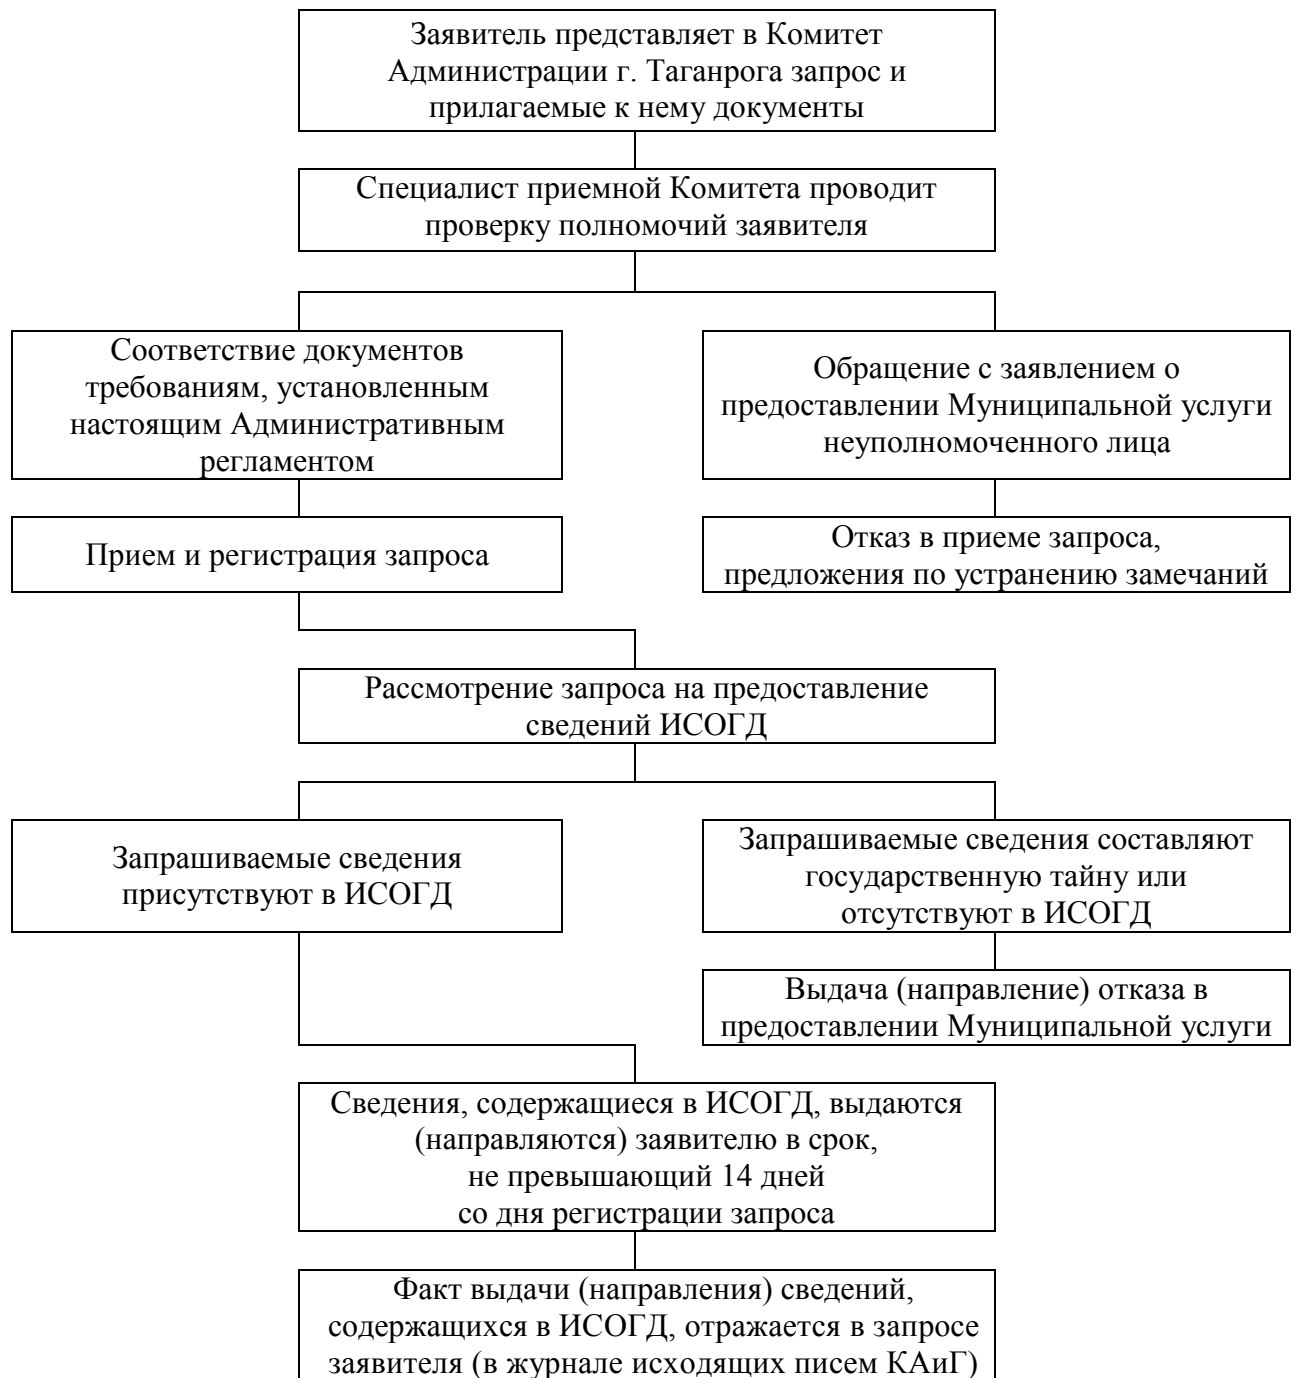 Заявитель представляет в Комитет
Администрации г. Таганрога запрос и
прилагаемые к нему документы
Специалист приемной Комитета проводит
проверку полномочий заявителя
Соответствие документов
требованиям, установленным
настоящим Административным
регламентом
Обращение с заявлением о
предоставлении Муниципальной услуги
неуполномоченного лица
Прием и регистрация запроса
Отказ в приеме запроса,
предложения по устранению замечаний
Рассмотрение запроса на предоставление
сведений ИСОГД
Запрашиваемые сведения
присутствуют в ИСОГД
Запрашиваемые сведения составляют
государственную тайну или
отсутствуют в ИСОГД
Выдача (направление) отказа в
предоставлении Муниципальной услуги
Сведения, содержащиеся в ИСОГД, выдаются
(направляются) заявителю в срок,
не превышающий 14 дней
со дня регистрации запроса
Факт выдачи (направления) сведений,
содержащихся в ИСОГД, отражается в запросе
заявителя (в журнале исходящих писем КАиГ)